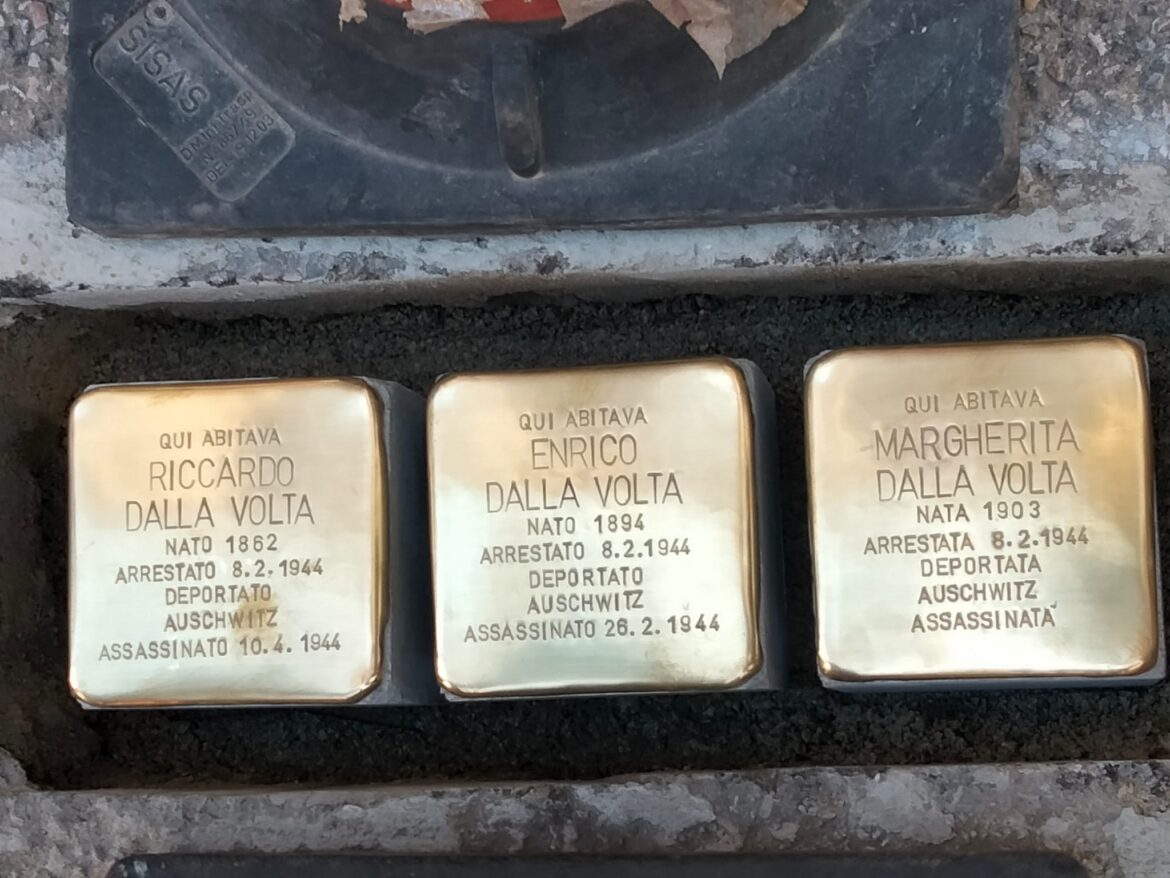 SISAS
QUI ABITAVA
RICCARDO
DALLA VOLTA
NATO 1862
ARRESTATO 8.2.1944
DEPORTATO
AUSCHWITZ
ASSASSINATO 10.4.1944
QUI ABITAVA
ENRICO
DALLA VOLTA
NATO 1894
ARRESTATO 8.2.1944
DEPORTATO
AUSCHWITZ
ASSASSINATO 26.2.1944
QUI ABITAVA
MARGHERITA
DALLA VOLTA
NATA 1903
ARRESTATA 8.2.1944
DEPORTATA
AUSCHWITZ
ASSASSINATA